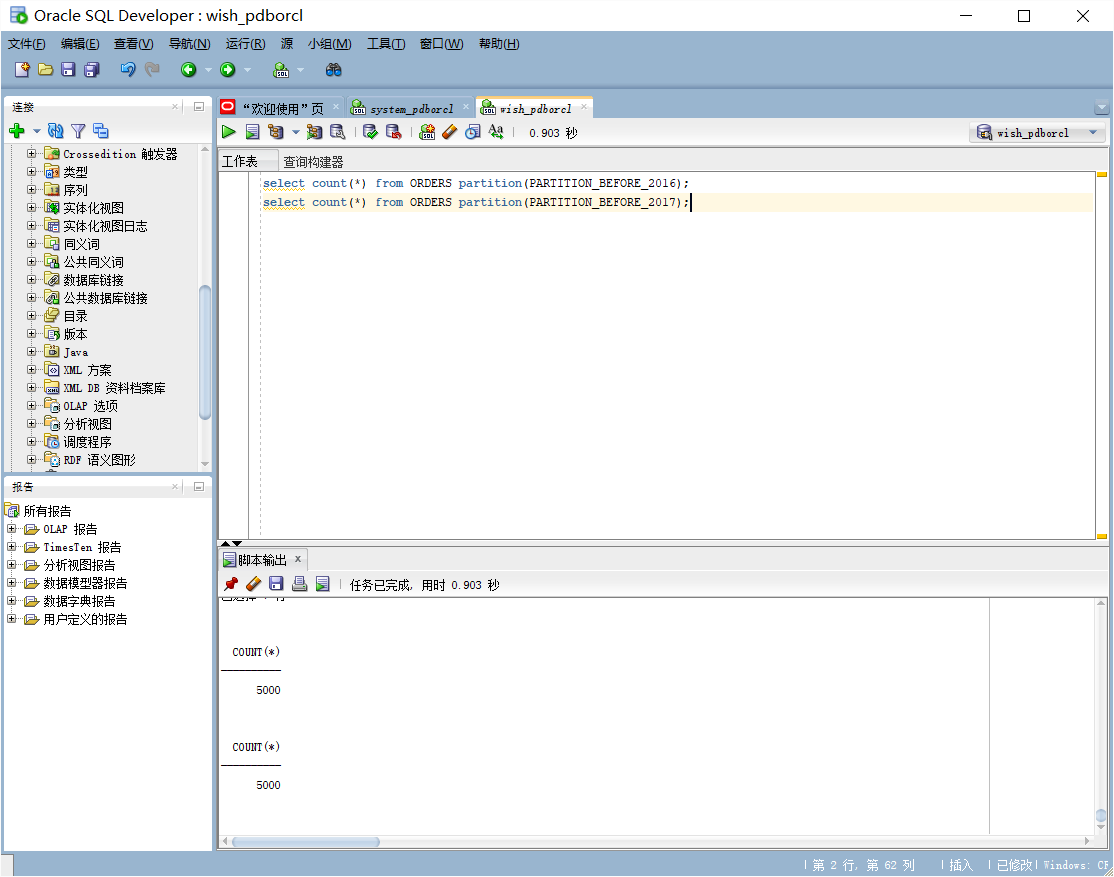 Oracle SQL Developer : wish_pdborcl
文件(F) 编辑(E) 查看(V) 导航(N) 运行(R) 源 小组(M) 工具(T) 窗口(W) 帮助(H)
连接
Crossedition 触发器
类型
序列
实体化视图
实体化视图日志
同义词
公共同义词
数据库链接
公共数据库链接
目录
版本
Java
XML 方案
XML DB 资料档案库
OLAP 选项
分析视图
调度程序
RDF 语义图形
报告
所有报告
OLAP 报告
TimesTen 报告
分析视图报告
数据模型器报告
数据字典报告
用户定义的报告
“欢迎使用”页 system_pdborcl wish_pdborcl
0.903 秒 wish_pdborcl
工作表 查询构建器
select count(*) from ORDERS partition(PARTITION_BEFORE_2016);
select count(*) from ORDERS partition(PARTITION_BEFORE_2017);
脚本输出
任务已完成, 用时 0.903 秒
COUNT(*)
5000
COUNT(*)
5000
第 2 行, 第 62 列 插入 已修改 Windows: